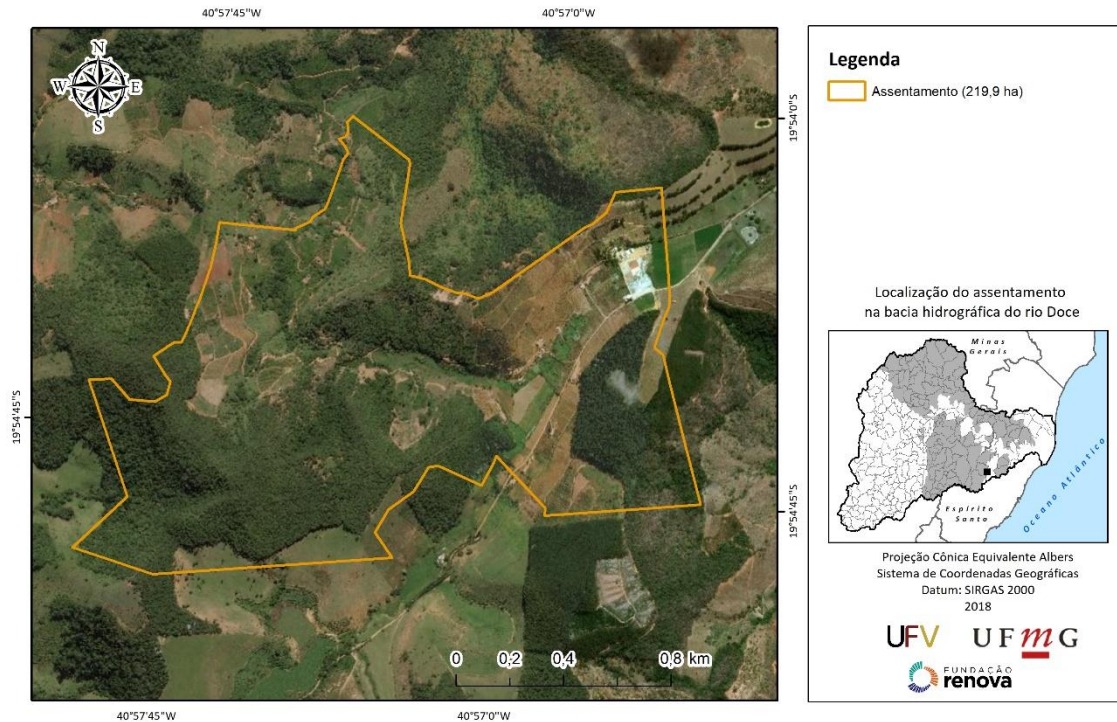 40°57'45"W
40°57'0"W
N
W
E
S
19°54'0"S
19°54'45"S
19°54'45"S
0 0,2 0,4 0,8 km
40°57'45"W
40°57'0"W
Legenda
Assentamento (219,9 ha)
Localização do assentamento
na bacia hidrográfica do rio Doce
Minas
Gerais
Espírito
Santo
Oceano Atlântico
Projeção Cônica Equivalente Albers
Sistema de Coordenadas Geográficas
Datum: SIRGAS 2000
2018
UFV
UFmG
FUNDAÇÃO
renova